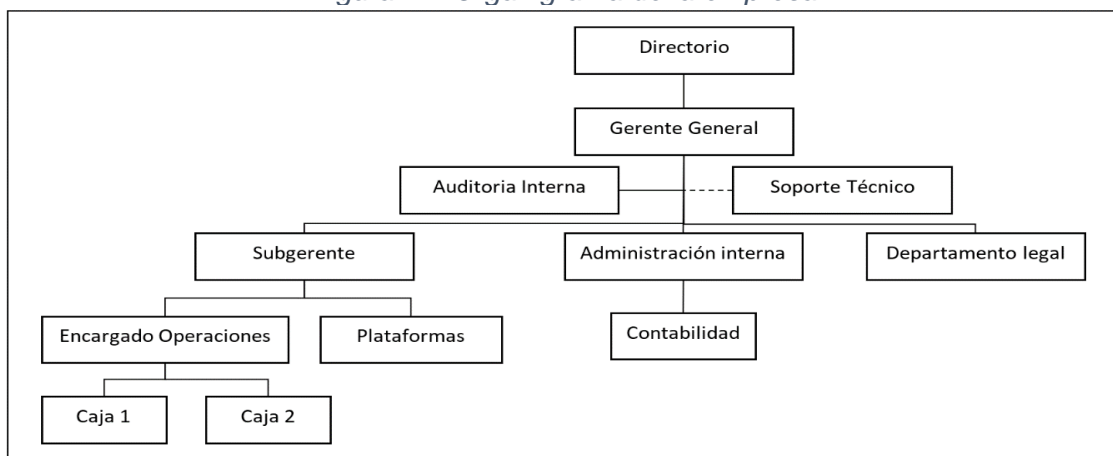 Directorio
Gerente General
Auditoria Interna
Soporte Técnico
Subgerente
Administración interna
Departamento legal
Encargado Operaciones
Plataformas
Contabilidad
Caja 1
Caja 2